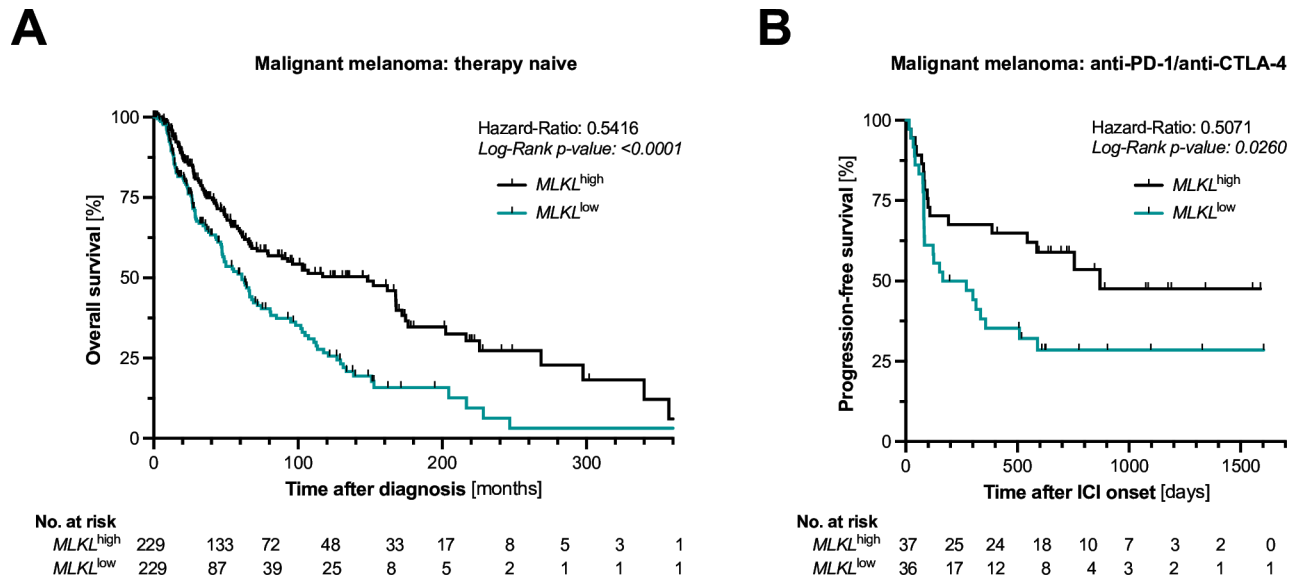 A
Malignant melanoma: therapy naive
Overall survival [%]
100
75
50
25
0
Hazard-Ratio: 0.5416
Log-Rank p-value: <0.0001
MLKLhigh
MLKLlow
0 100 200 300
Time after diagnosis [months]
No. at risk
MLKLhigh 229 133 72 48 33 17 8 5 3 1
MLKLlow 229 87 39 25 8 5 2 1 1 1
B
Malignant melanoma: anti-PD-1/anti-CTLA-4
Progression-free survival [%]
100
75
50
25
0
Hazard-Ratio: 0.5071
Log-Rank p-value: 0.0260
MLKLhigh
MLKLlow
0 500 1000 1500
Time after ICI onset [days]
No. at risk
MLKLhigh 37 25 24 18 10 7 3 2 0
MLKLlow 36 17 12 8 4 3 2 1 1